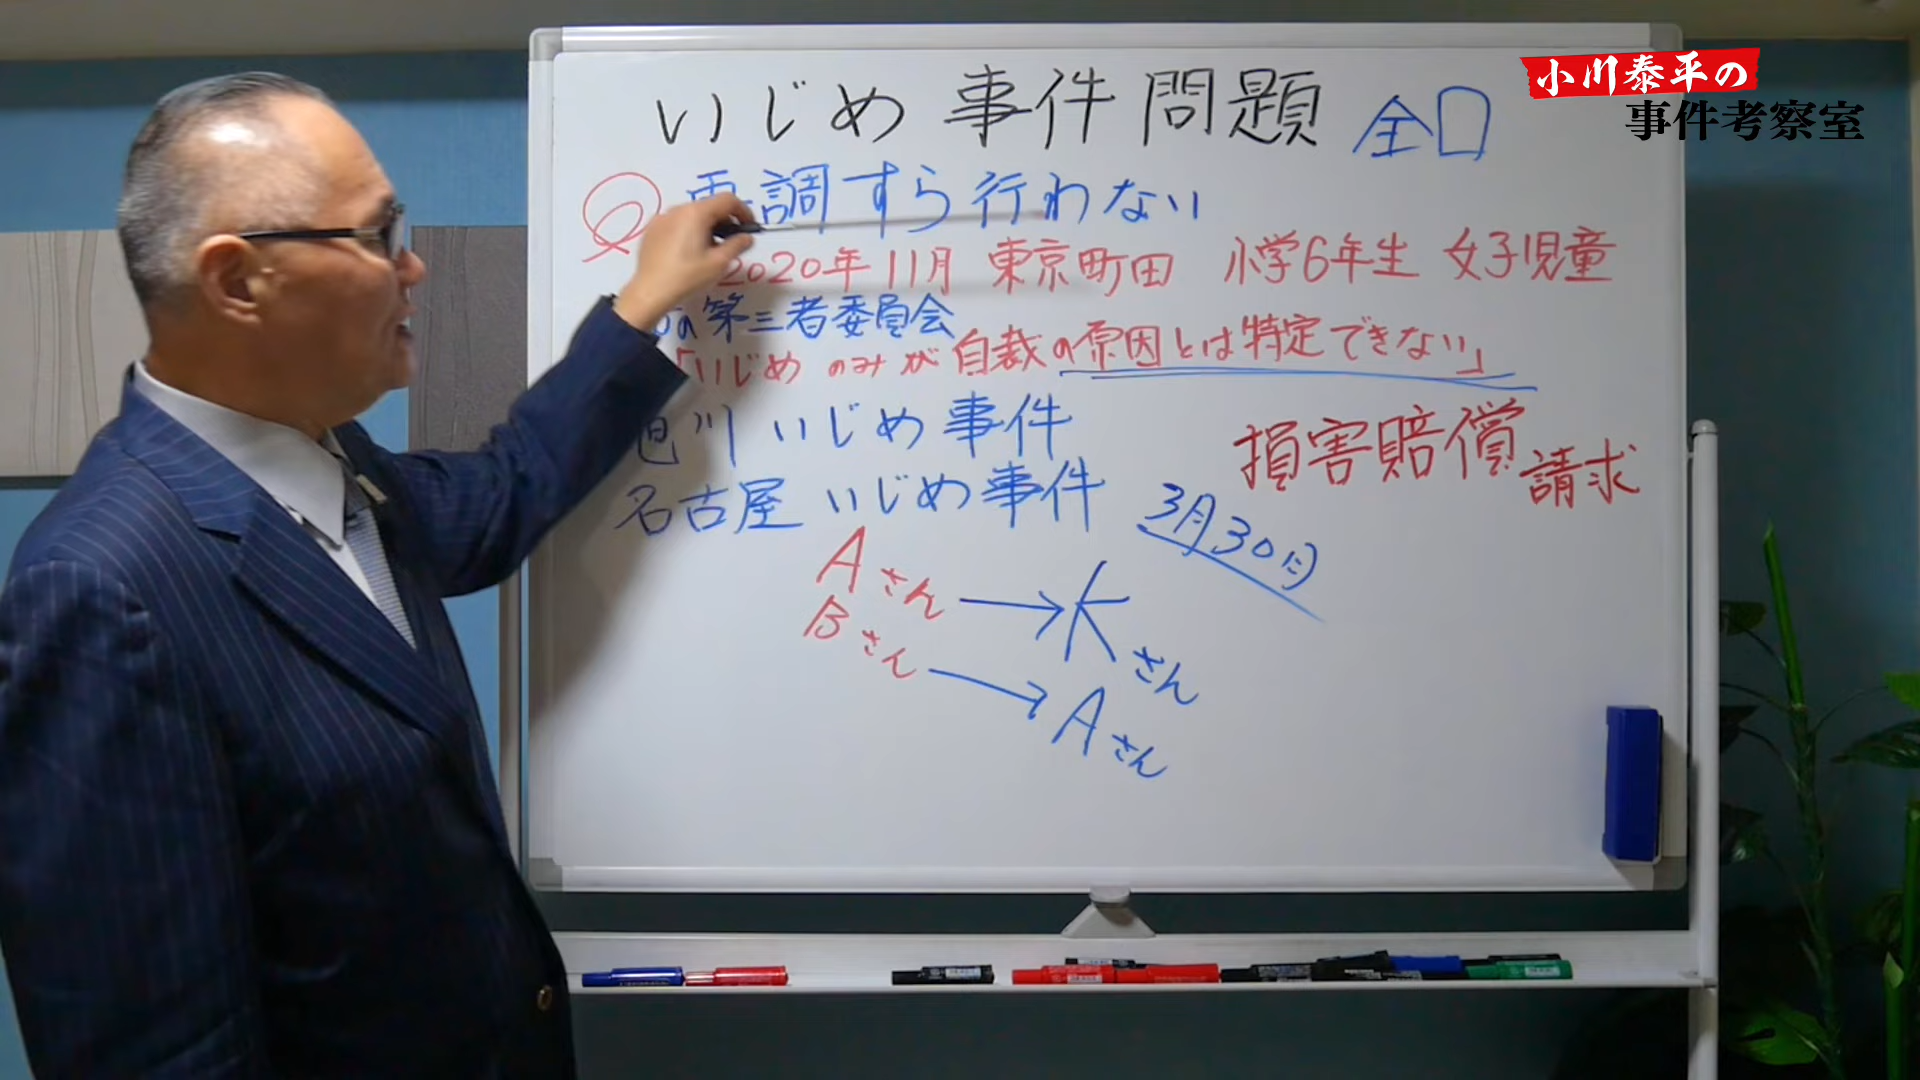 小川泰平の
事件考察室
いじめ 事件 問題 全口
再調 すら 行わない
2020年 11月 東京町田 小学6年生 女子児童
第三者委員会
「いじめ のみ が 自裁の原因とは特定できない」
旭川 いじめ 事件
損害賠償請求
名古屋 いじめ 事件
3月30日
Aさん → Kさん
Bさん → Aさん